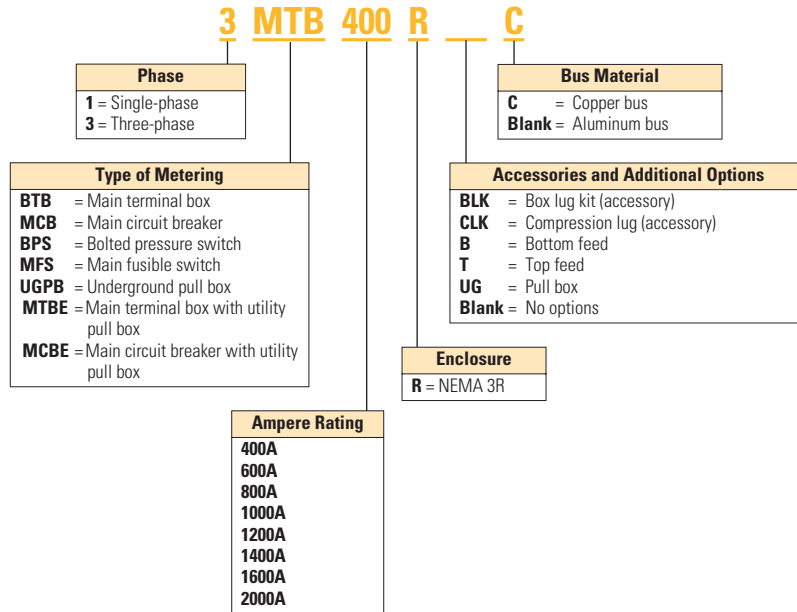 3 MTB 400 R C
Phase
1 = Single-phase
3 = Three-phase
Bus Material
C = Copper bus
Blank = Aluminum bus
Type of Metering
BTB = Main terminal box
MCB = Main circuit breaker
BPS = Bolted pressure switch
MFS = Main fusible switch
UGPB = Underground pull box
MTBE = Main terminal box with utility
pull box
MCBE = Main circuit breaker with utility
pull box
Accessories and Additional Options
BLK = Box lug kit (accessory)
CLK = Compression lug (accessory)
B = Bottom feed
T = Top feed
UG = Pull box
Blank = No options
Enclosure
R = NEMA 3R
Ampere Rating
400A
600A
800A
1000A
1200A
1400A
1600A
2000A